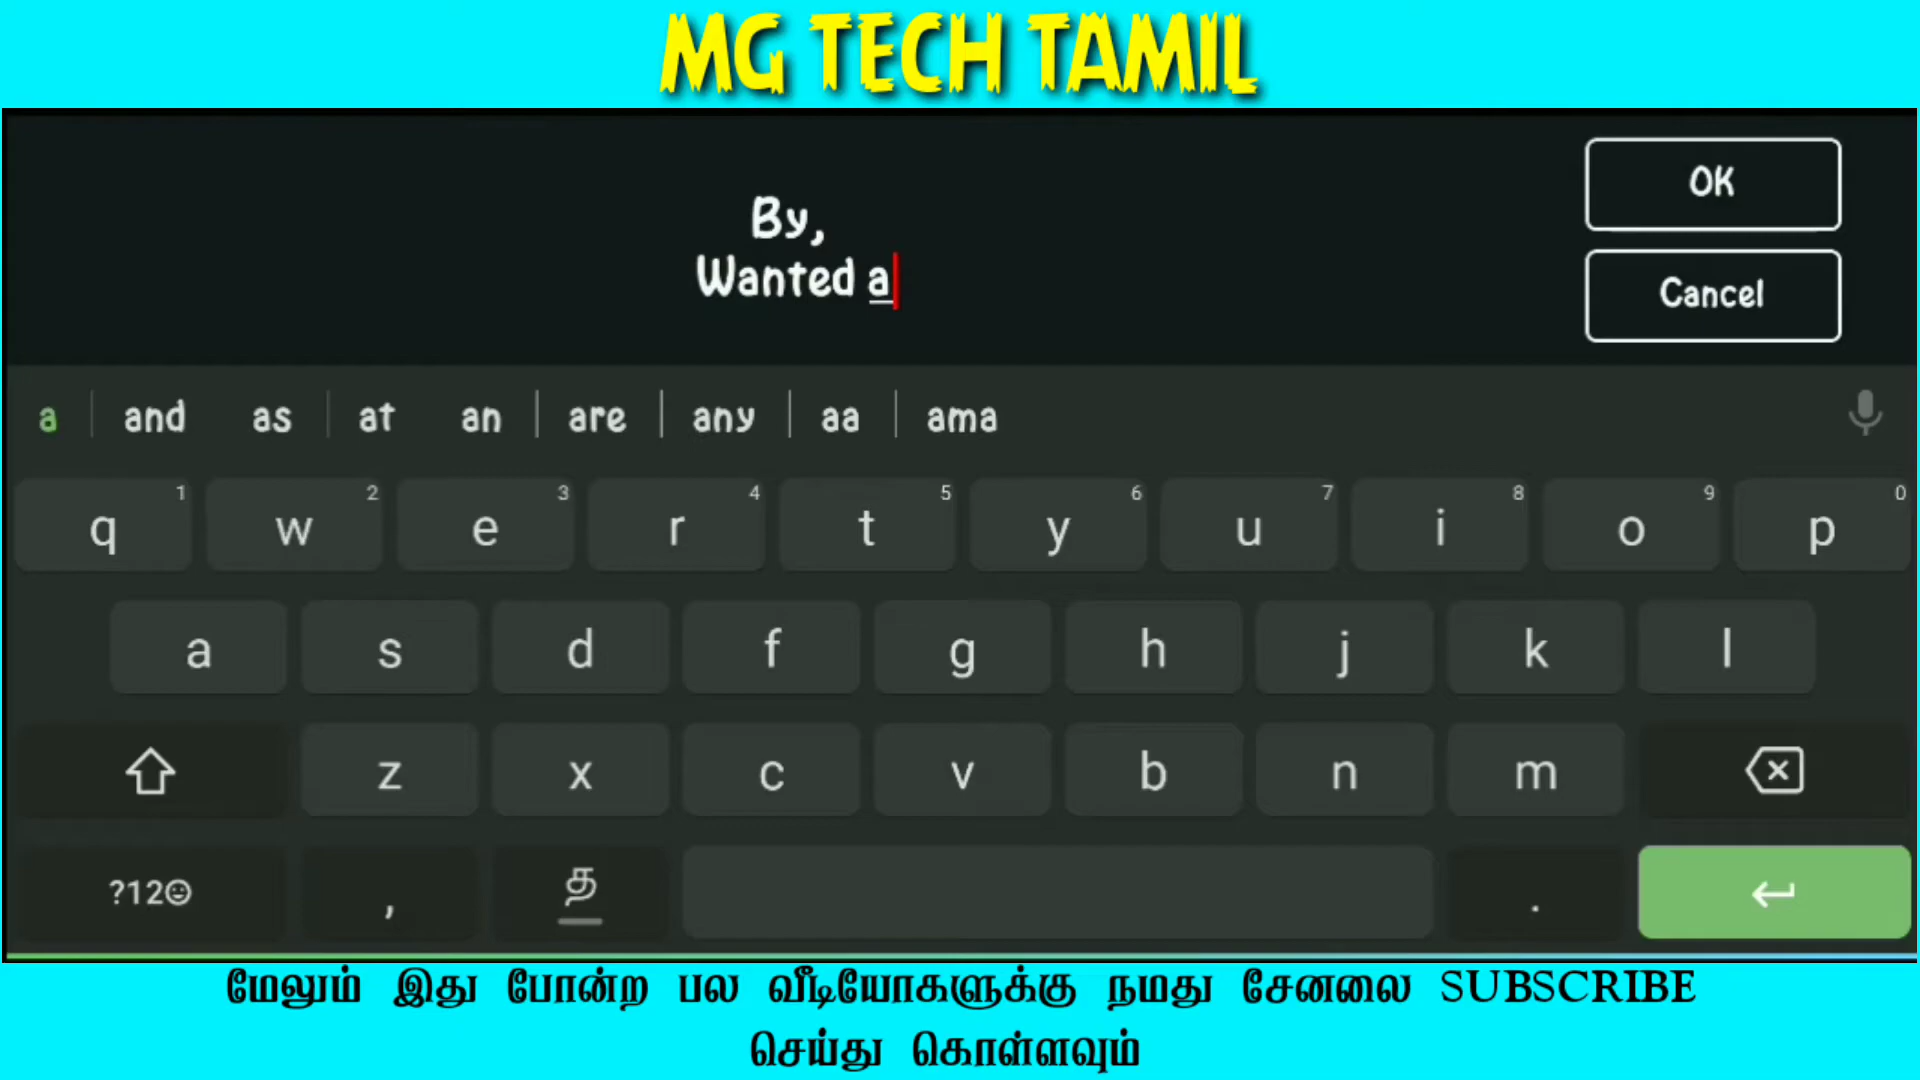 MG TECH TAMIL
By,
OK
Wanted a
Cancel
a and as at an are any aa ama
1 2 3 4 5 6 7 8 9 0
q w e r t y u i o p
a s d f g h j k l
z x c v b n m
?12☺ , த .
மேலும் இது போன்ற பல வீடியோகளுக்கு நமது சேனலை SUBSCRIBE
செய்து கொள்ளவும்